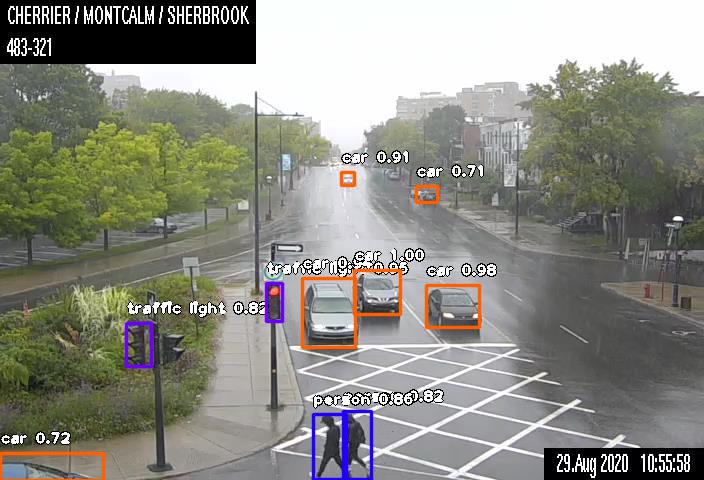 CHERRIER / MONTCALM / SHERBROOK
483-321
car 0.91
car 0.71
car 1.00
car 0.98
traffic light 0.82
person 0.86
car 0.72
29.Aug 2020 10:55:58